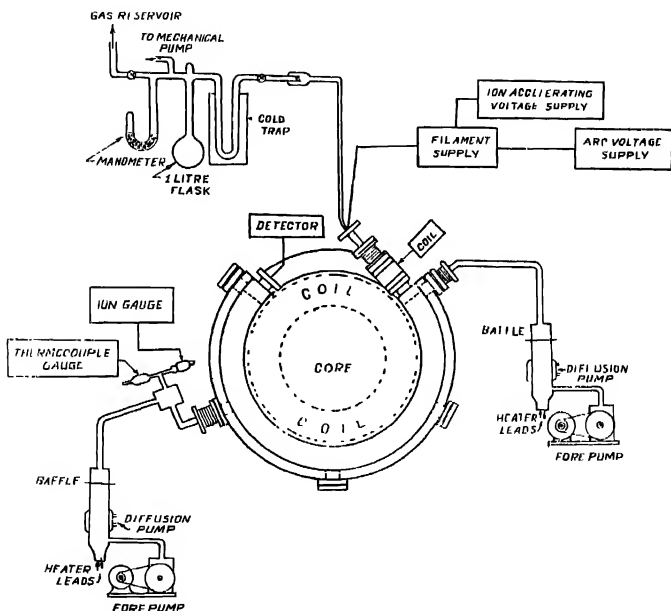 GAS RISERVOIR
TO MECHANICAL
PUMP
COLD
TRAP
MANOMETER
1 LITRE
FLASK
ION ACCLERATING
VOLTAGE SUPPLY
FILAMENT
SUPPLY
ARC VOLTAGE
SUPPLY
DETECTOR
COIL
COIL
CORE
COIL
ION GAUGE
THERMOCOUPLE
GAUGE
BAFFLE
DIFFUSION
PUMP
HEATER
LEADS
FORE PUMP
BAFFLE
DIFFUSION
PUMP
HEATER
LEADS
FORE PUMP